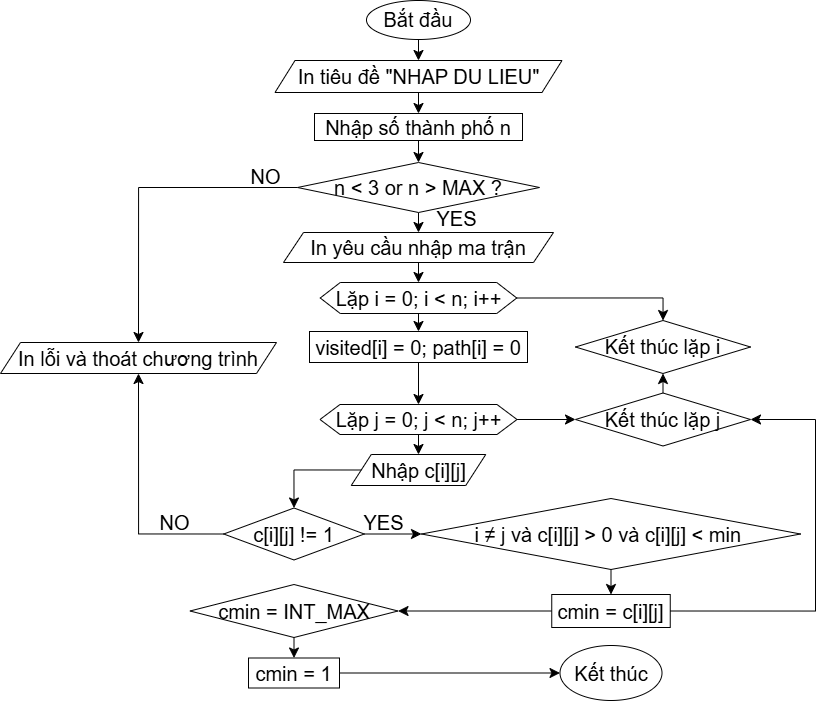 Bắt đầu
In tiêu đề "NHAP DU LIEU"
Nhập số thành phố n
NO
n < 3 or n > MAX ?
YES
In yêu cầu nhập ma trận
Lặp i = 0; i < n; i++
visited[i] = 0; path[i] = 0
Kết thúc lặp i
In lỗi và thoát chương trình
Lặp j = 0; j < n; j++
Kết thúc lặp j
Nhập c[i][j]
NO
c[i][j] != 1
YES
i ≠ j và c[i][j] > 0 và c[i][j] < min
cmin = INT_MAX
cmin = c[i][j]
cmin = 1
Kết thúc